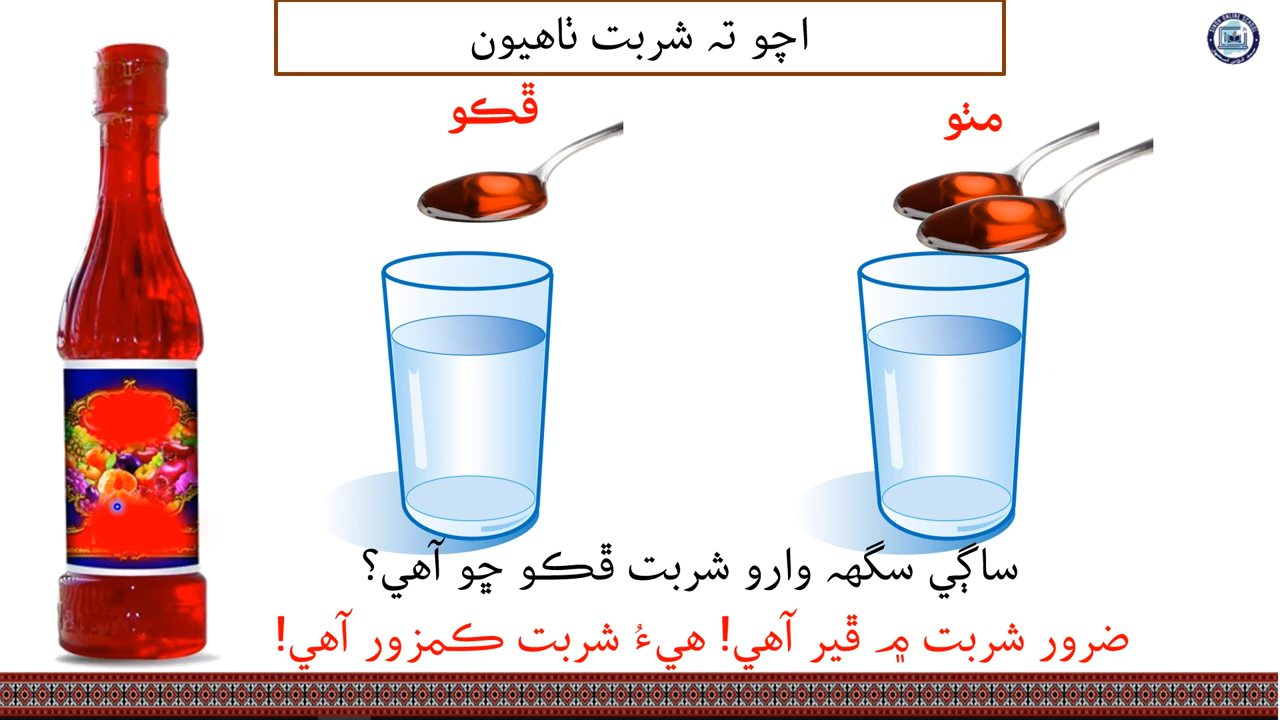 اچو تہ شربت ٺاهيون
مٺو
ڦڪو
ساڳي سگهہ وارو شربت ڦڪو ڇو آهي؟
ضرور شربت ۾ ڦير آهي! هيءُ شربت ڪمزور آهي!